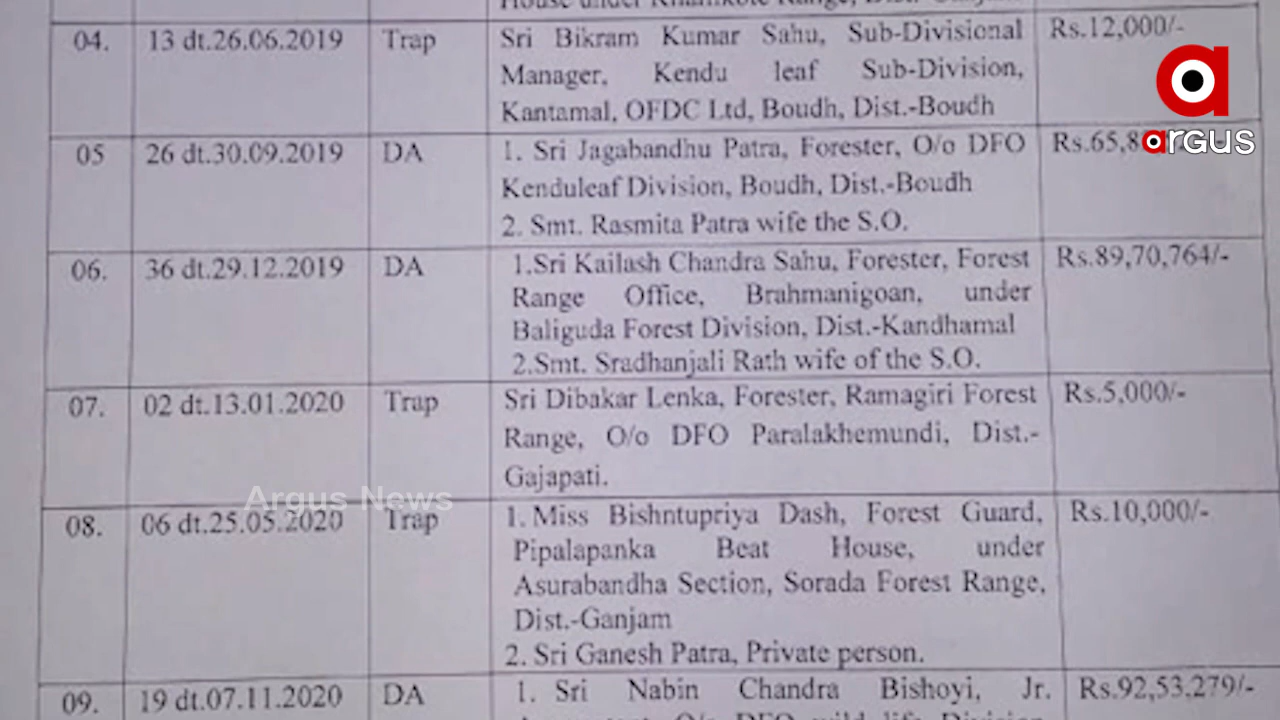 04. 13 dt.26.06.2019 Trap Sri Bikram Kumar Sahu, Sub-Divisional Rs.12,000/-
Manager, Kendu leaf Sub-Division,
Kantamal, OFDC Ltd, Boudh, Dist.-Boudh
argus
05 26 dt.30.09.2019 DA 1. Sri Jagabandhu Patra, Forester, O/o DFO Rs.65,8
Kenduleaf Division, Boudh, Dist.-Boudh
2. Smt. Rasmita Patra wife the S.O.
06. 36 dt.29.12.2019 DA 1.Sri Kailash Chandra Sahu, Forester, Forest Rs.89,70,764/-
Range Office, Brahmanigoan, under
Baliguda Forest Division, Dist.-Kandhamal
2.Smt. Sradhanjali Rath wife of the S.O.
07. 02 dt.13.01.2020 Trap Sri Dibakar Lenka, Forester, Ramagiri Forest Rs.5,000/-
Range, O/o DFO Paralakhemundi, Dist.-
Gajapati.
Argus News
08. 06 dt.25.05.2020 Trap 1. Miss Bishntupriya Dash, Forest Guard, Rs.10,000/-
Pipalapanka Beat House, under
Asurabandha Section, Sorada Forest Range,
Dist.-Ganjam
2. Sri Ganesh Patra, Private person.
09. 19 dt.07.11.2020 DA 1. Sri Nabin Chandra Bishoyi, Jr. Rs.92,53,279/-